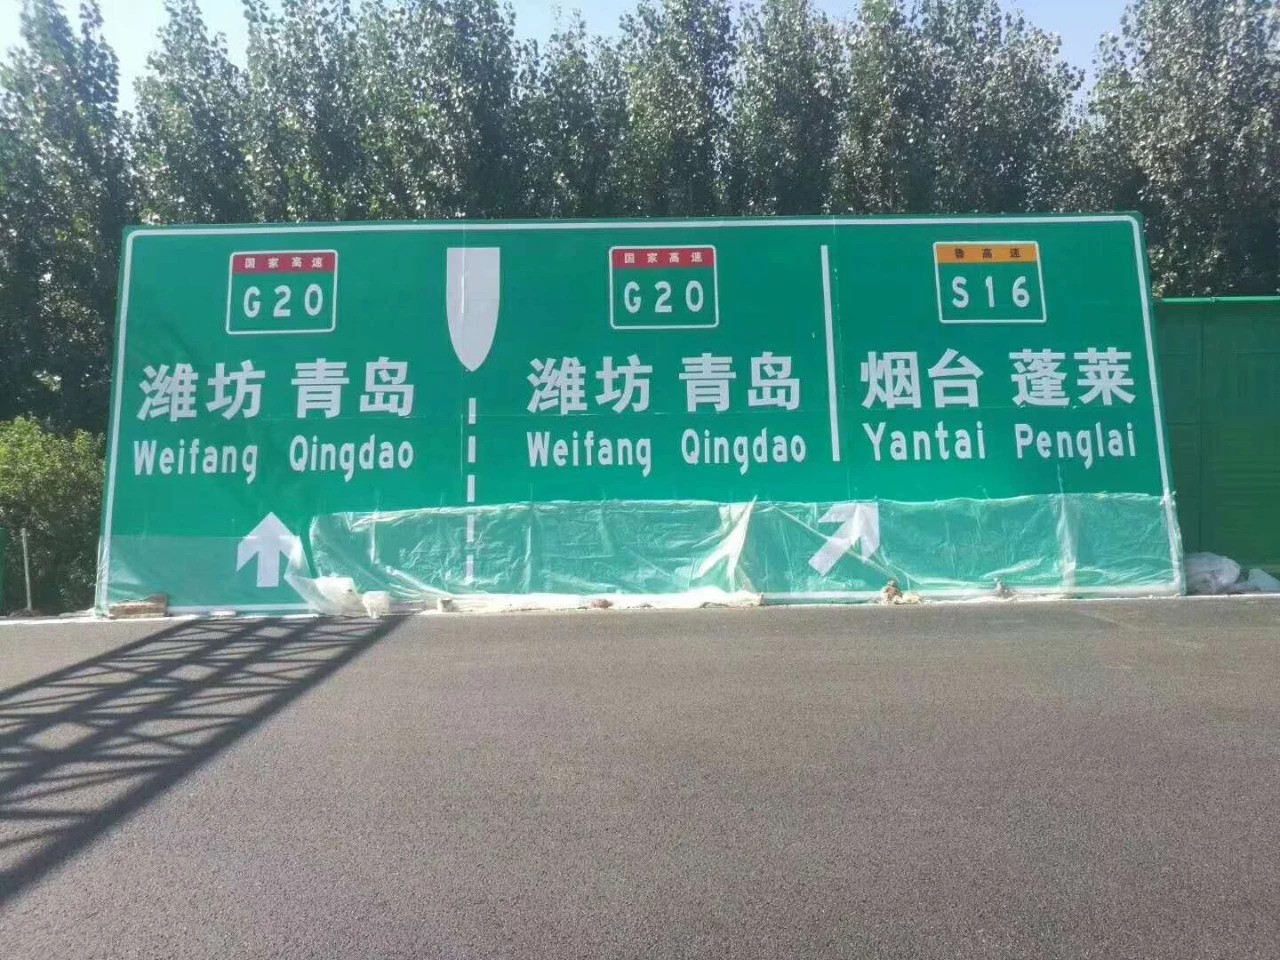 国家高速
G20
潍坊 青岛
Weifang Qingdao
国家高速
G20
潍坊 青岛
Weifang Qingdao
鲁高速
S16
烟台 蓬莱
Yantai Penglai